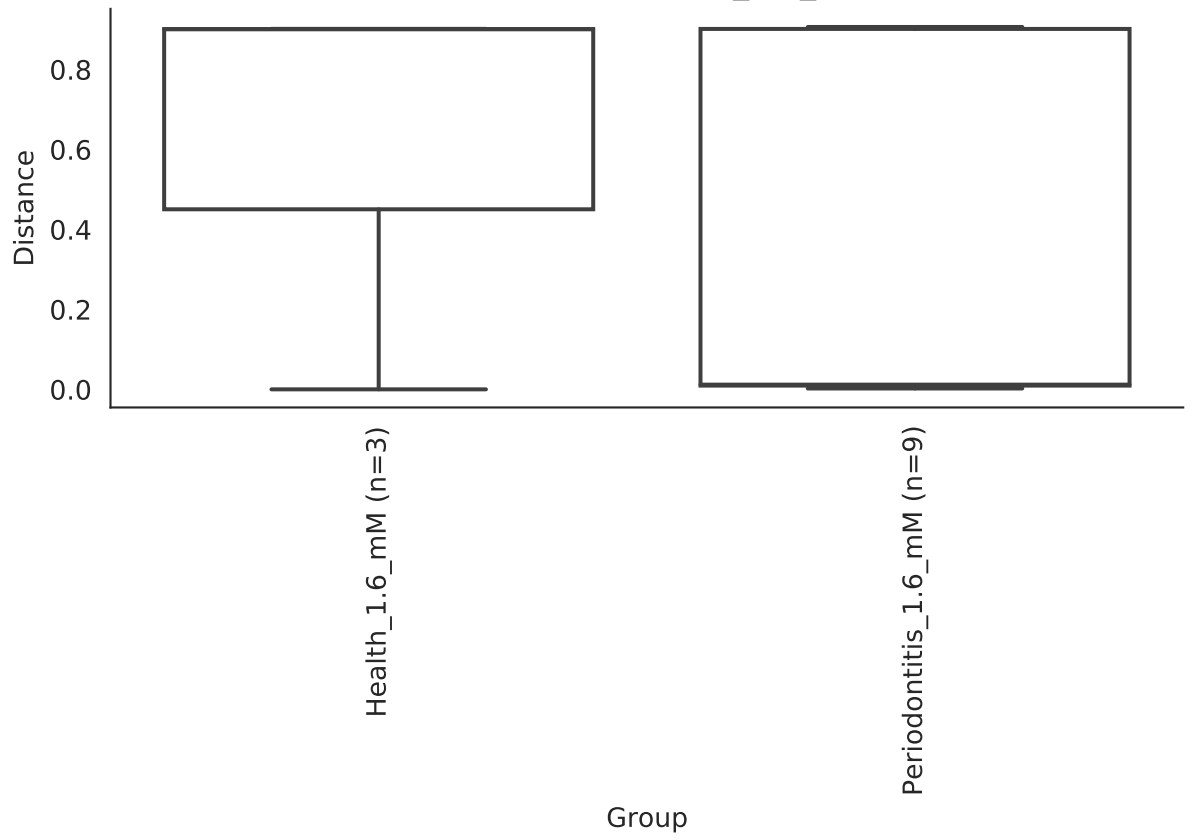 0.8
0.6
0.4
0.2
0.0
Distance
Health_1.6_mM (n=3)
Periodontitis_1.6_mM (n=9)
Group